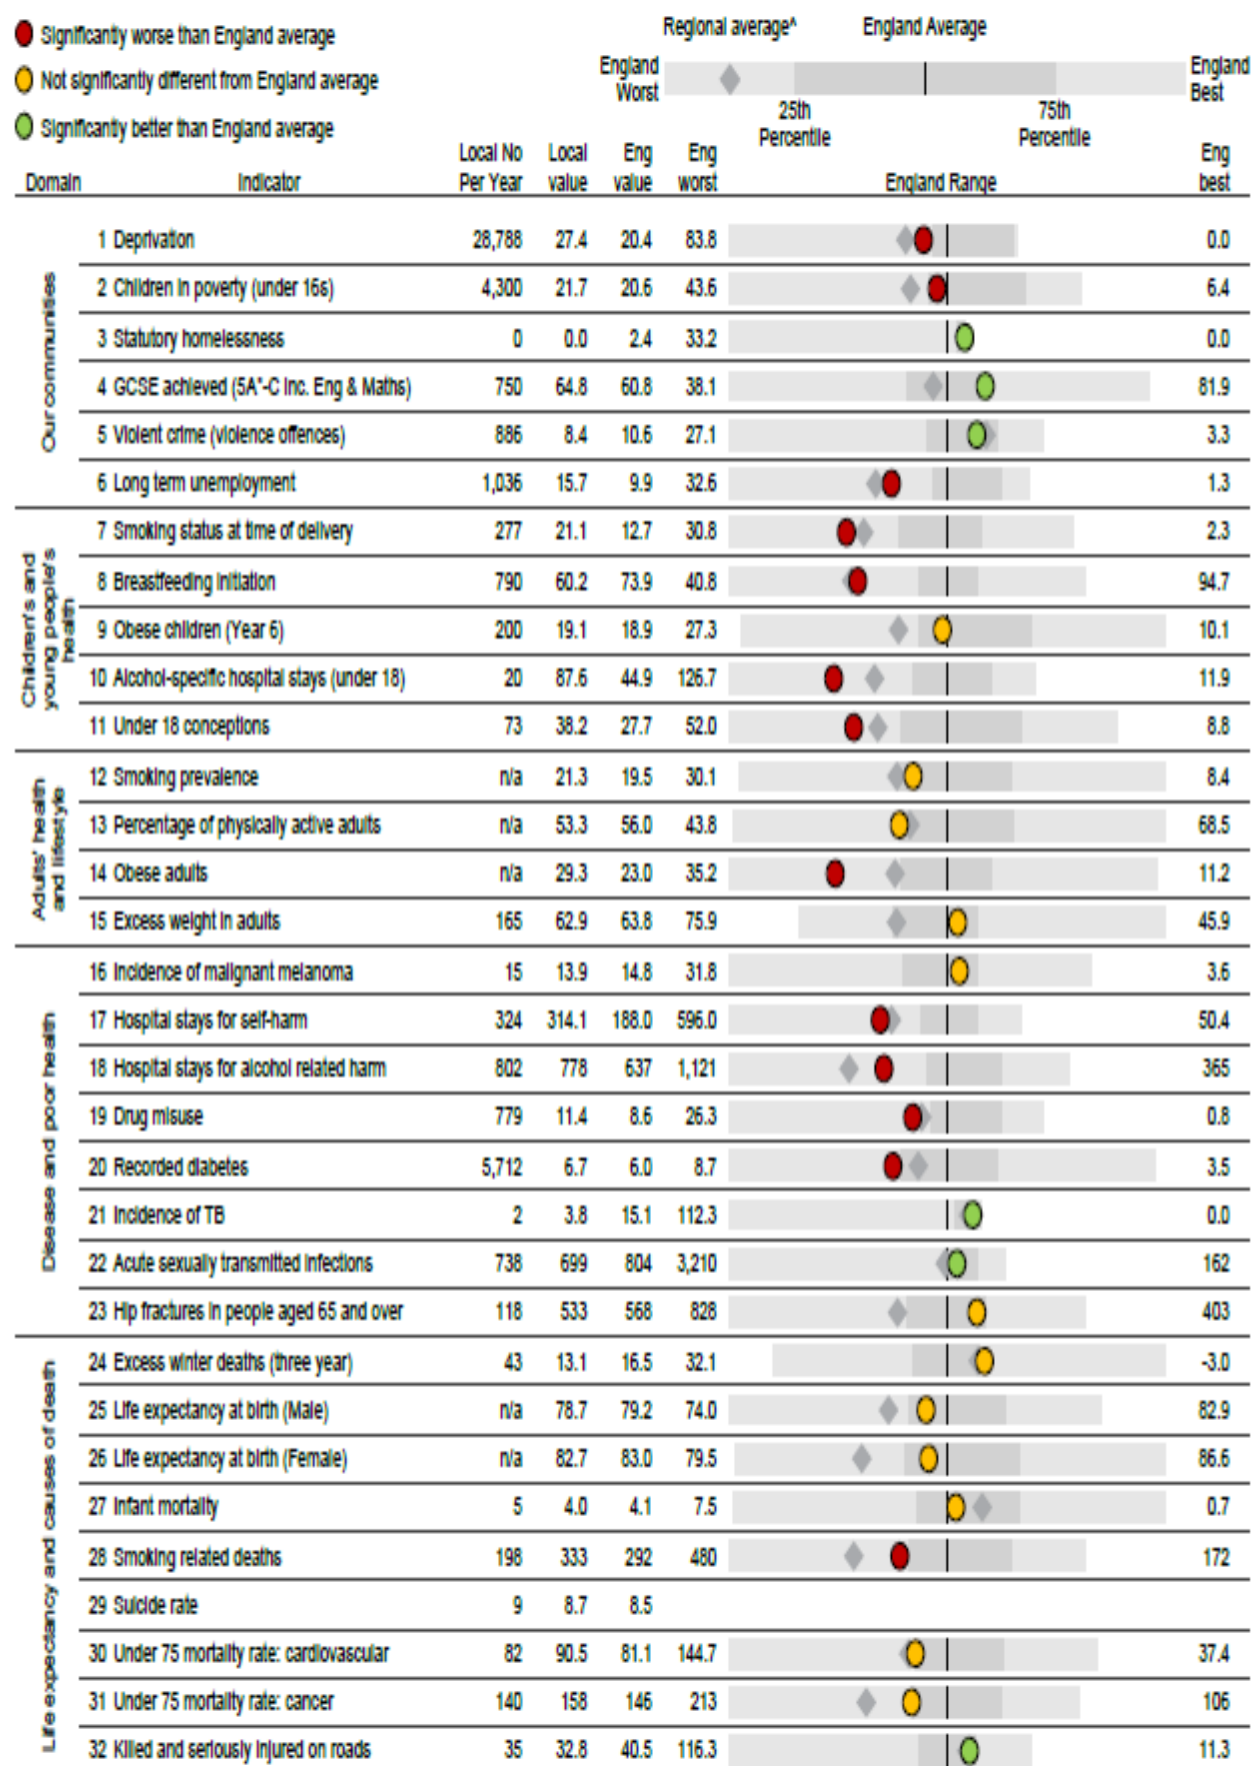 Significantly worse than England average
Not significantly different from England average
Significantly better than England average
Regional average^ England Average
England Worst
England Best
25th Percentile
75th Percentile
Domain Indicator Local No Per Year Local value Eng value Eng worst England Range Eng best
Our communities
1 Deprivation 28,788 27.4 20.4 83.8 0.0
2 Children in poverty (under 16s) 4,300 21.7 20.6 43.6 6.4
3 Statutory homelessness 0 0.0 2.4 33.2 0.0
4 GCSE achieved (5A*-C inc. Eng & Maths) 750 64.8 60.8 38.1 81.9
5 Violent crime (violence offences) 886 8.4 10.6 27.1 3.3
6 Long term unemployment 1,036 15.7 9.9 32.6 1.3
Children's and young people's health
7 Smoking status at time of delivery 277 21.1 12.7 30.8 2.3
8 Breastfeeding initiation 790 60.2 73.9 40.8 94.7
9 Obese children (Year 6) 200 19.1 18.9 27.3 10.1
10 Alcohol-specific hospital stays (under 18) 20 87.6 44.9 126.7 11.9
11 Under 18 conceptions 73 38.2 27.7 52.0 8.8
Adults' health and lifestyle
12 Smoking prevalence n/a 21.3 19.5 30.1 8.4
13 Percentage of physically active adults n/a 53.3 56.0 43.8 68.5
14 Obese adults n/a 29.3 23.0 35.2 11.2
15 Excess weight in adults 165 62.9 63.8 75.9 45.9
Disease and poor health
16 Incidence of malignant melanoma 15 13.9 14.8 31.8 3.6
17 Hospital stays for self-harm 324 314.1 188.0 596.0 50.4
18 Hospital stays for alcohol related harm 802 778 637 1,121 365
19 Drug misuse 779 11.4 8.6 26.3 0.8
20 Recorded diabetes 5,712 6.7 6.0 8.7 3.5
21 Incidence of TB 2 3.8 15.1 112.3 0.0
22 Acute sexually transmitted infections 738 699 804 3,210 162
23 Hip fractures in people aged 65 and over 118 533 568 828 403
Life expectancy and causes of death
24 Excess winter deaths (three year) 43 13.1 16.5 32.1 -3.0
25 Life expectancy at birth (Male) n/a 78.7 79.2 74.0 82.9
26 Life expectancy at birth (Female) n/a 82.7 83.0 79.5 86.6
27 Infant mortality 5 4.0 4.1 7.5 0.7
28 Smoking related deaths 198 333 292 480 172
29 Suicide rate 9 8.7 8.5
30 Under 75 mortality rate: cardiovascular 82 90.5 81.1 144.7 37.4
31 Under 75 mortality rate: cancer 140 158 146 213 106
32 Killed and seriously injured on roads 35 32.8 40.5 116.3 11.3